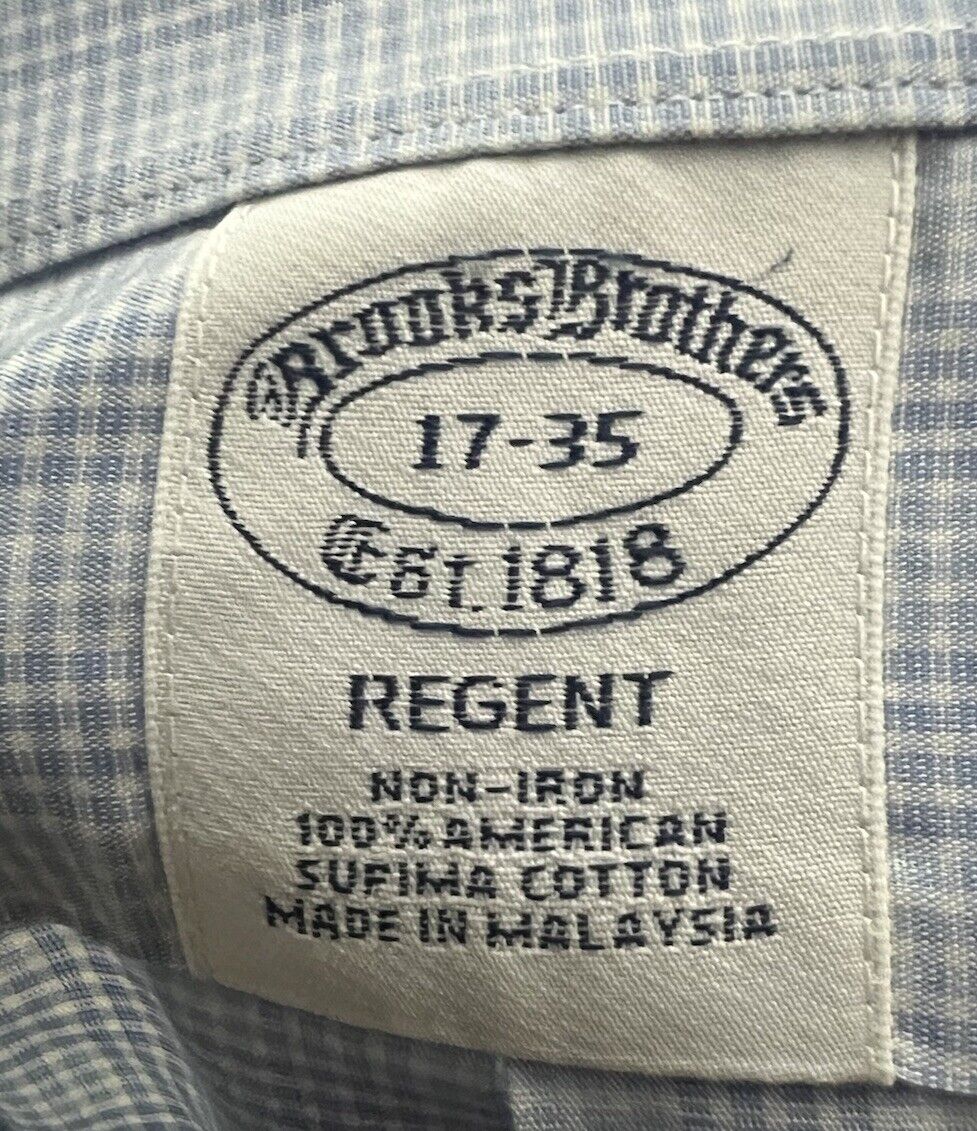 Brooks Brothers
17-35
Est. 1818
REGENT
NON-IRON
100% AMERICAN
SUPIMA COTTON
MADE IN MALAYSIA